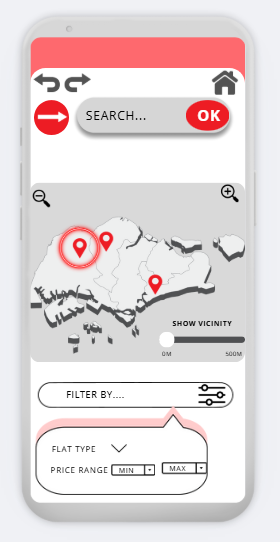 SEARCH...
OK
SHOW VICINITY
0M 500M
FILTER BY....
FLAT TYPE
PRICE RANGE MIN MAX